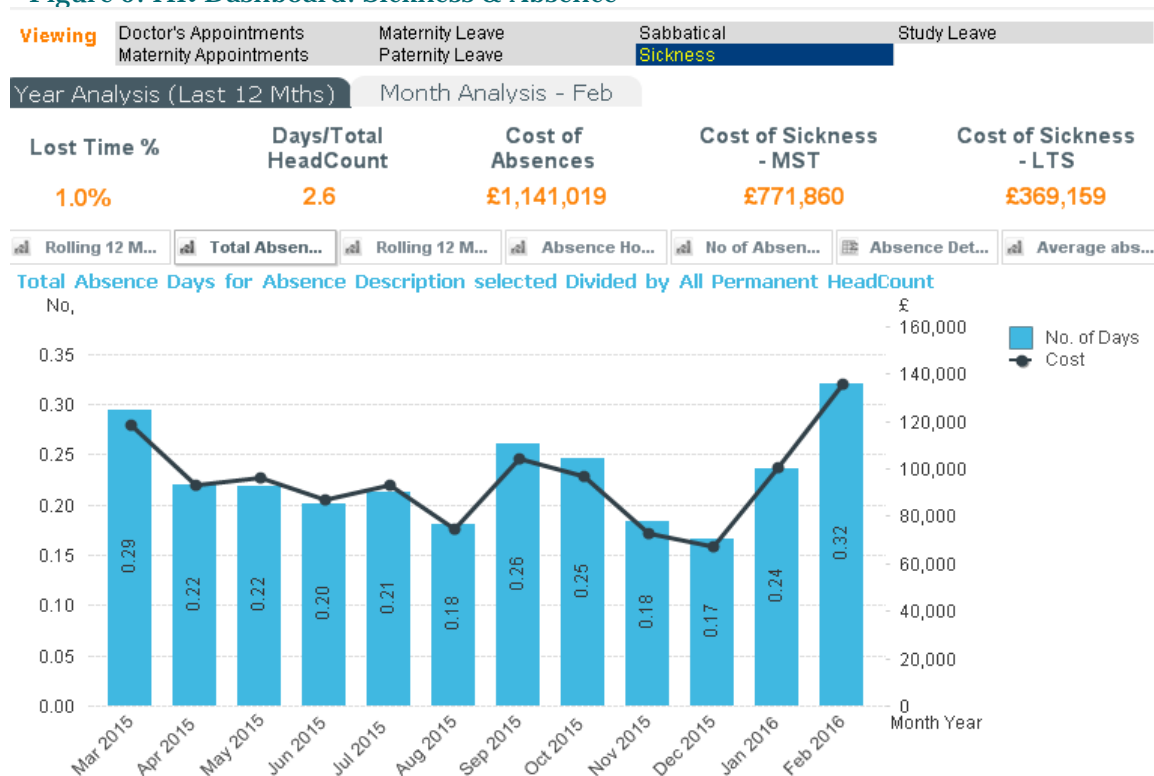 Figure 6: HR Dashboard: Sickness & Absence
Viewing
Doctor's Appointments Maternity Leave Sabbatical Study Leave
Maternity Appointments Paternity Leave Sickness
Year Analysis (Last 12 Mths) Month Analysis - Feb
Lost Time %
Days/Total
HeadCount
Cost of
Absences
Cost of Sickness
- MST
Cost of Sickness
- LTS
1.0% 2.6 £1,141,019 £771,860 £369,159
Rolling 12 M... Total Absen... Rolling 12 M... Absence Ho... No of Absen... Absence Det... Average abs...
Total Absence Days for Absence Description selected Divided by All Permanent HeadCount
No,
0.35
0.30
0.25
0.20
0.15
0.10
0.05
0.00
0.29
0.22
0.22
0.20
0.21
0.18
0.26
0.25
0.18
0.17
0.24
0.32
£
160,000
140,000
120,000
100,000
80,000
60,000
40,000
20,000
0
Month Year
No. of Days
Cost
Mar 2015
Apr 2015
May 2015
Jun 2015
Jul 2015
Aug 2015
Sep 2015
Oct 2015
Nov 2015
Dec 2015
Jan 2016
Feb 2016